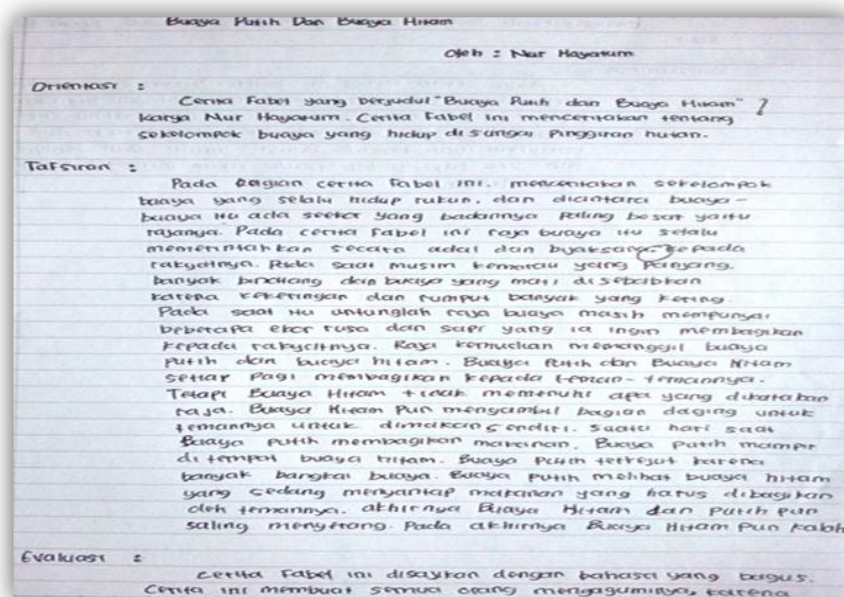 Buaya Putih Dan Buaya Hitam
Oleh : Nur Hayatum
Orientasi :
Cerita Fabel yang berjudul "Buaya Putih dan Buaya Hitam" ?
karya Nur Hayatum. Cerita Fabel ini mencentakan tentang
sekelompok buaya yang hidup disungai Pinggiran hutan.
Tafsiran :
Pada bagian cerita Fabel ini. mencentakan sekelompok
buaya yang selalu hidup rukun, dan diantara buaya-
buaya itu ada seekor yang badannya Paling besar yaitu
rajanya. Pada cerita Fabel ini raja buaya itu selalu
memerintahkan secara adal dan bijaksana kepada
rakyatnya. Pada saat musim kemarau yang Panyang.
banyak binatang dan buaya yang mati disebabkan
karena kekeringan dan rumput banyak yang kering.
Pada saat itu untunglah raja buaya masih mempunyai
beberapa ekor rusa dan sapi yang ia ingin membagikan
kepada rakyatnya. Raja kemudian memanggil buaya
Putih dan buaya hitam. Buaya Putih dan Buaya Hitam
setiap Pagi membagikan kepada teman-temannya.
Tetapi Buaya Hitam tidak memenuhi apa yang dikatakan
raja. Buaya Hitam Pun mengambil bagian daging untuk
temannya untuk dimakan sendiri. suatu hari saat
Buaya putih membagikan makanan, Buaya putih mampir
ditempat buaya hitam. Buaya Putih terkejut karena
banyak bangkai buaya. Buaya putih melihat buaya hitam
yang sedang menyantap makanan yang harus dibagikan
oleh temannya. akhirnya Buaya Hitam dan putih pun
saling menyerang. Pada akhirnya Buaya Hitam Pun kalah
Evaluasi :
Cerita Fabel ini disajikan dengan bahasa yang bagus.
Cerita ini membuat semua orang mengaguminya, karena